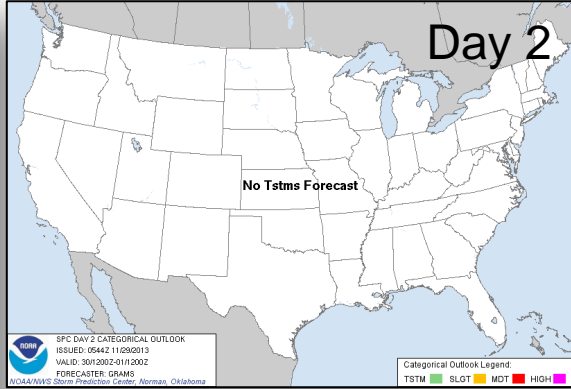 Day 2
No Tstms Forecast
NOAA
SPC DAY 2 CATEGORICAL OUTLOOK
ISSUED: 0544Z 11/29/2013
VALID: 30/1200Z-01/1200Z
FORECASTER: GRAMS
NOAA/NWS Storm Prediction Center, Norman, Oklahoma
Categorical Outlook Legend:
TSTM SLGT MDT HIGH